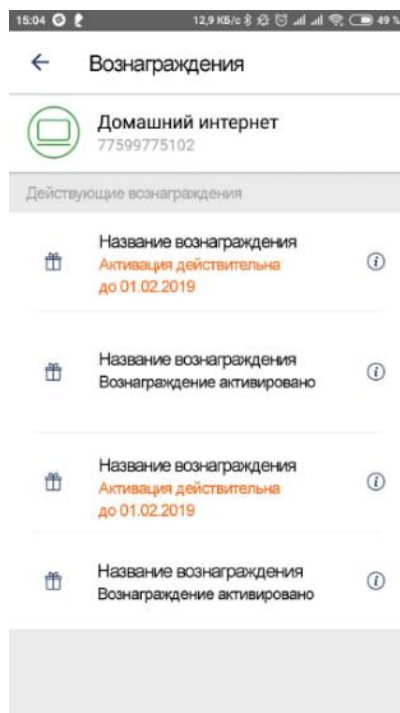 15:04 12,9 КБ/с 49 %
Вознаграждения
Домашний интернет
77599775102
Действующие вознаграждения
Название вознаграждения
Активация действительна
до 01.02.2019
Название вознаграждения
Вознаграждение активировано
Название вознаграждения
Активация действительна
до 01.02.2019
Название вознаграждения
Вознаграждение активировано